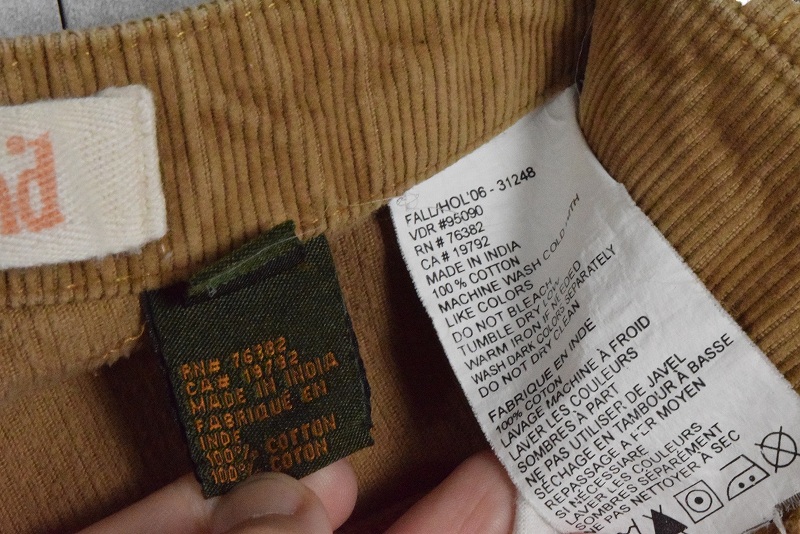 RN# 76382
CA# 19792
MADE IN INDIA
FABRIQUE EN
INDE
100% COTTON
100% COTON
FALL/HOL'06 - 31248
VDR #95090
RN # 76382
CA # 19792
MADE IN INDIA
100 % COTTON
MACHINE WASH COLD WITH
LIKE COLORS
DO NOT BLEACH
TUMBLE DRY LOW
WARM IRON IF NEEDED
WASH DARK COLORS SEPARATELY
DO NOT DRY CLEAN
FABRIQUE EN INDE
100% COTON
LAVAGE MACHINE À FROID
LAVER LES COULEURS
SOMBRES À PART
NE PAS UTILISER DE JAVEL
SÉCHAGE EN TAMBOUR À BASSE
REPASSAGE A FER MOYEN
SI NÉCESSAIRE
LAVER LES COULEURS
SOMBRES SÉPARÉMENT
NE PAS NETTOYER A SEC